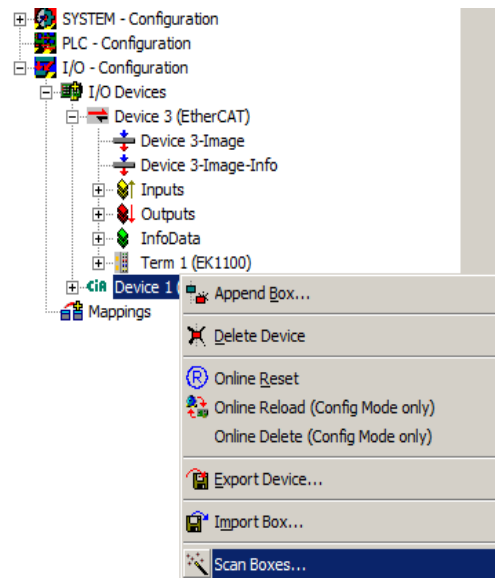 SYSTEM - Configuration
PLC - Configuration
I/O - Configuration
I/O Devices
Device 3 (EtherCAT)
Device 3-Image
Device 3-Image-Info
Inputs
Outputs
InfoData
Term 1 (EK1100)
CiA Device 1 (
Mappings
Append Box...
Delete Device
R Online Reset
Online Reload (Config Mode only)
Online Delete (Config Mode only)
Export Device...
Import Box...
Scan Boxes...